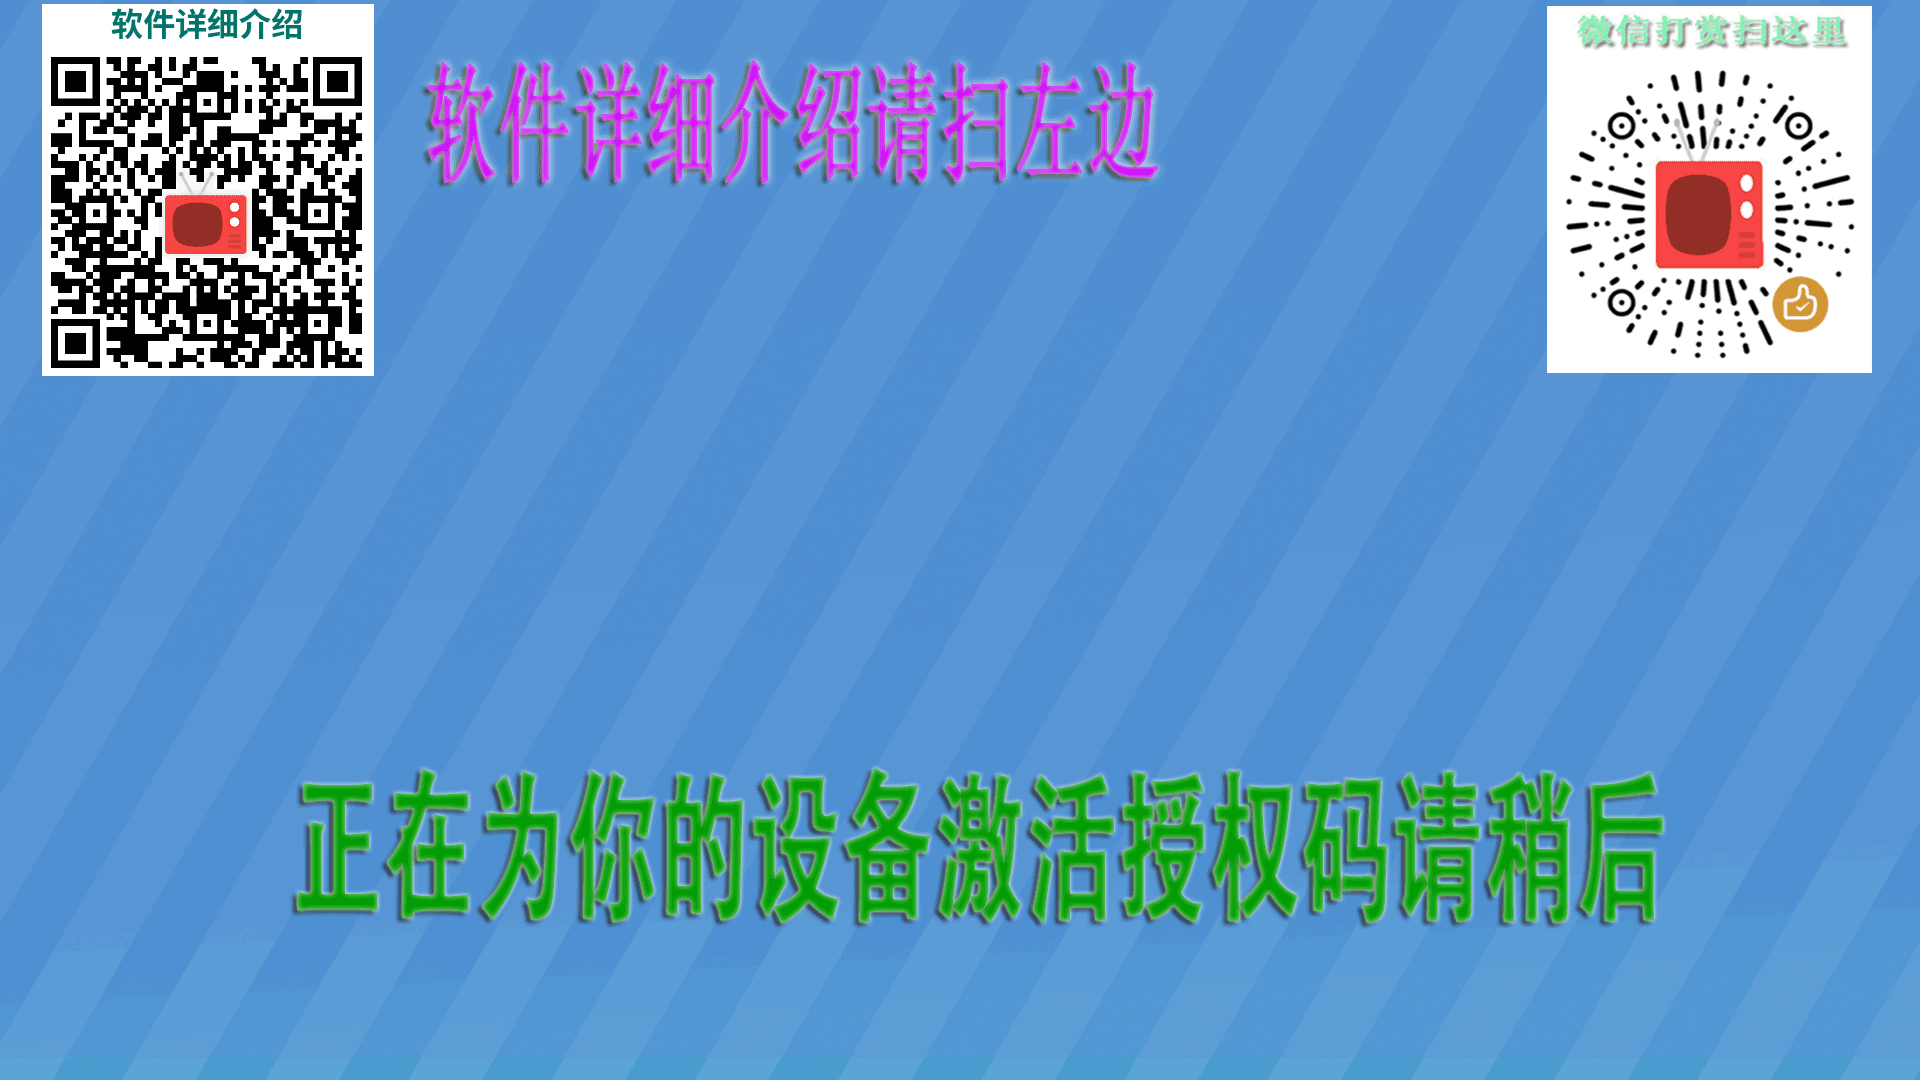 软件详细介绍
微信打赏扫这里
软件详细介绍请扫左边
正在为你的设备激活授权码请稍后